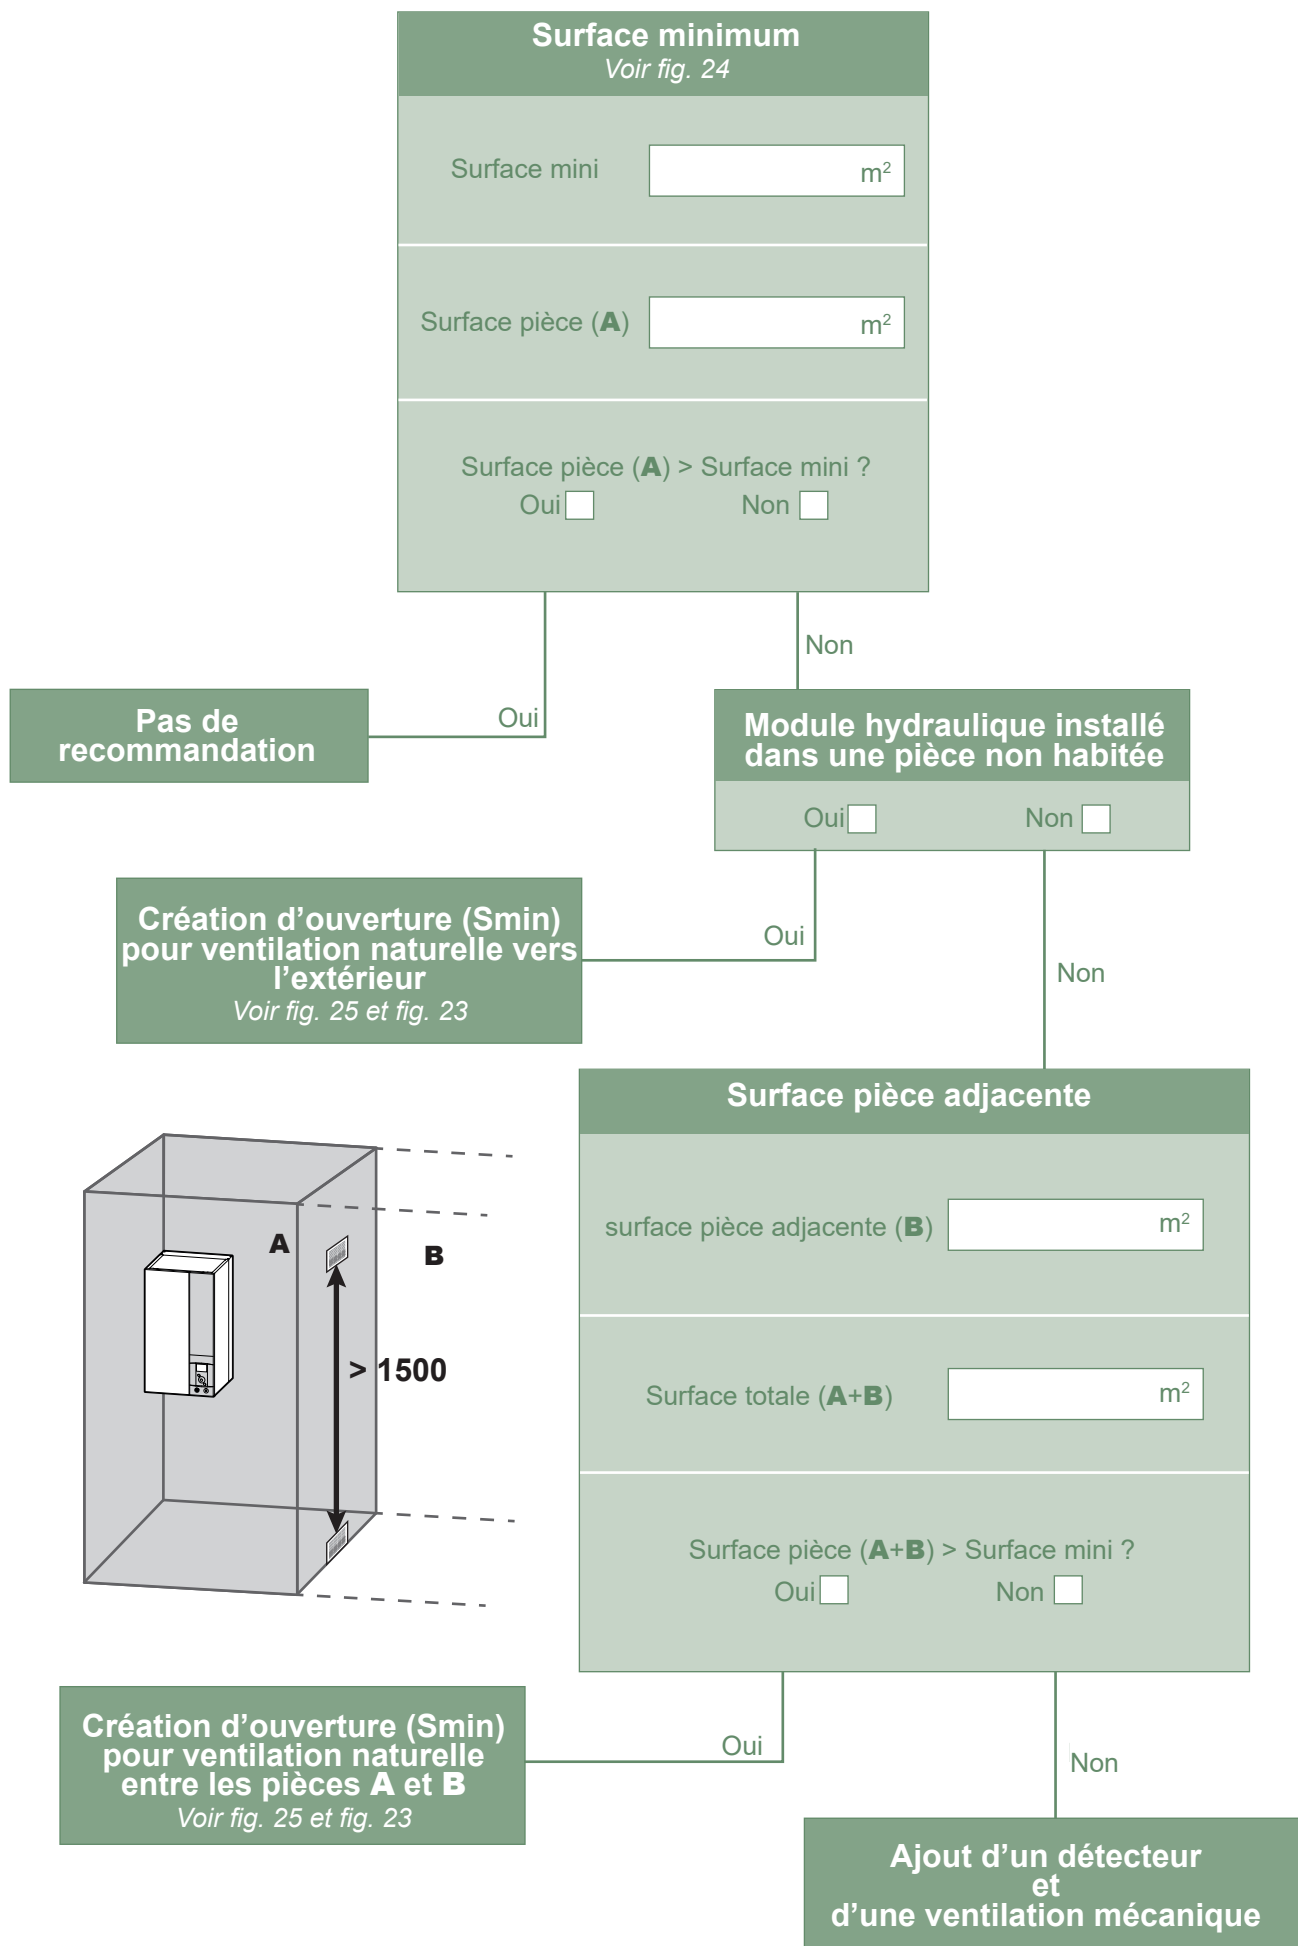 Surface minimum
Voir fig. 24
Surface mini
m²
Surface pièce (A)
m²
Surface pièce (A) > Surface mini ?
Oui Non
Non
Oui
Pas de
recommandation
Module hydraulique installé
dans une pièce non habitée
Oui Non
Oui
Non
Création d’ouverture (Smin)
pour ventilation naturelle vers
l’extérieur
Voir fig. 25 et fig. 23
Surface pièce adjacente
surface pièce adjacente (B)
m²
Surface totale (A+B)
m²
Surface pièce (A+B) > Surface mini ?
Oui Non
A
B
> 1500
Oui
Non
Création d’ouverture (Smin)
pour ventilation naturelle
entre les pièces A et B
Voir fig. 25 et fig. 23
Ajout d’un détecteur
et
d’une ventilation mécanique